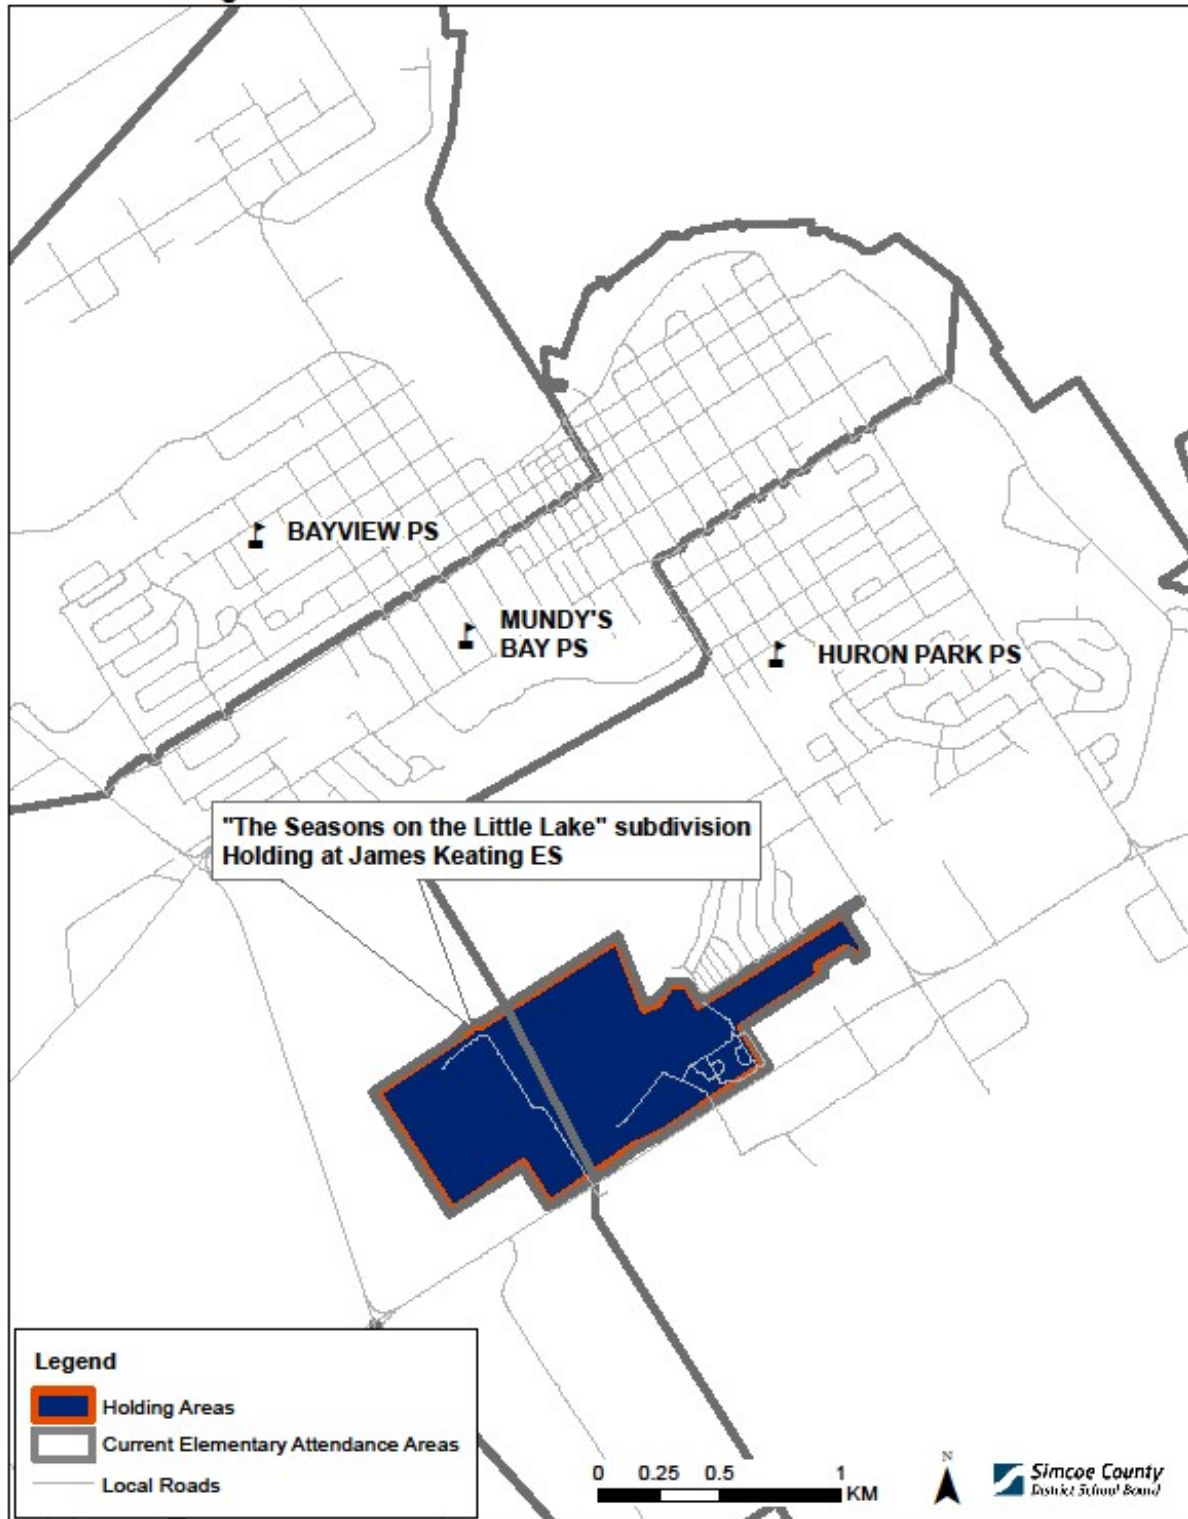 BAYVIEW PS
MUNDY'S
BAY PS
HURON PARK PS
"The Seasons on the Little Lake" subdivision
Holding at James Keating ES
Legend
Holding Areas
Current Elementary Attendance Areas
Local Roads
0 0.25 0.5 1
KM
N
Simcoe County
District School Board